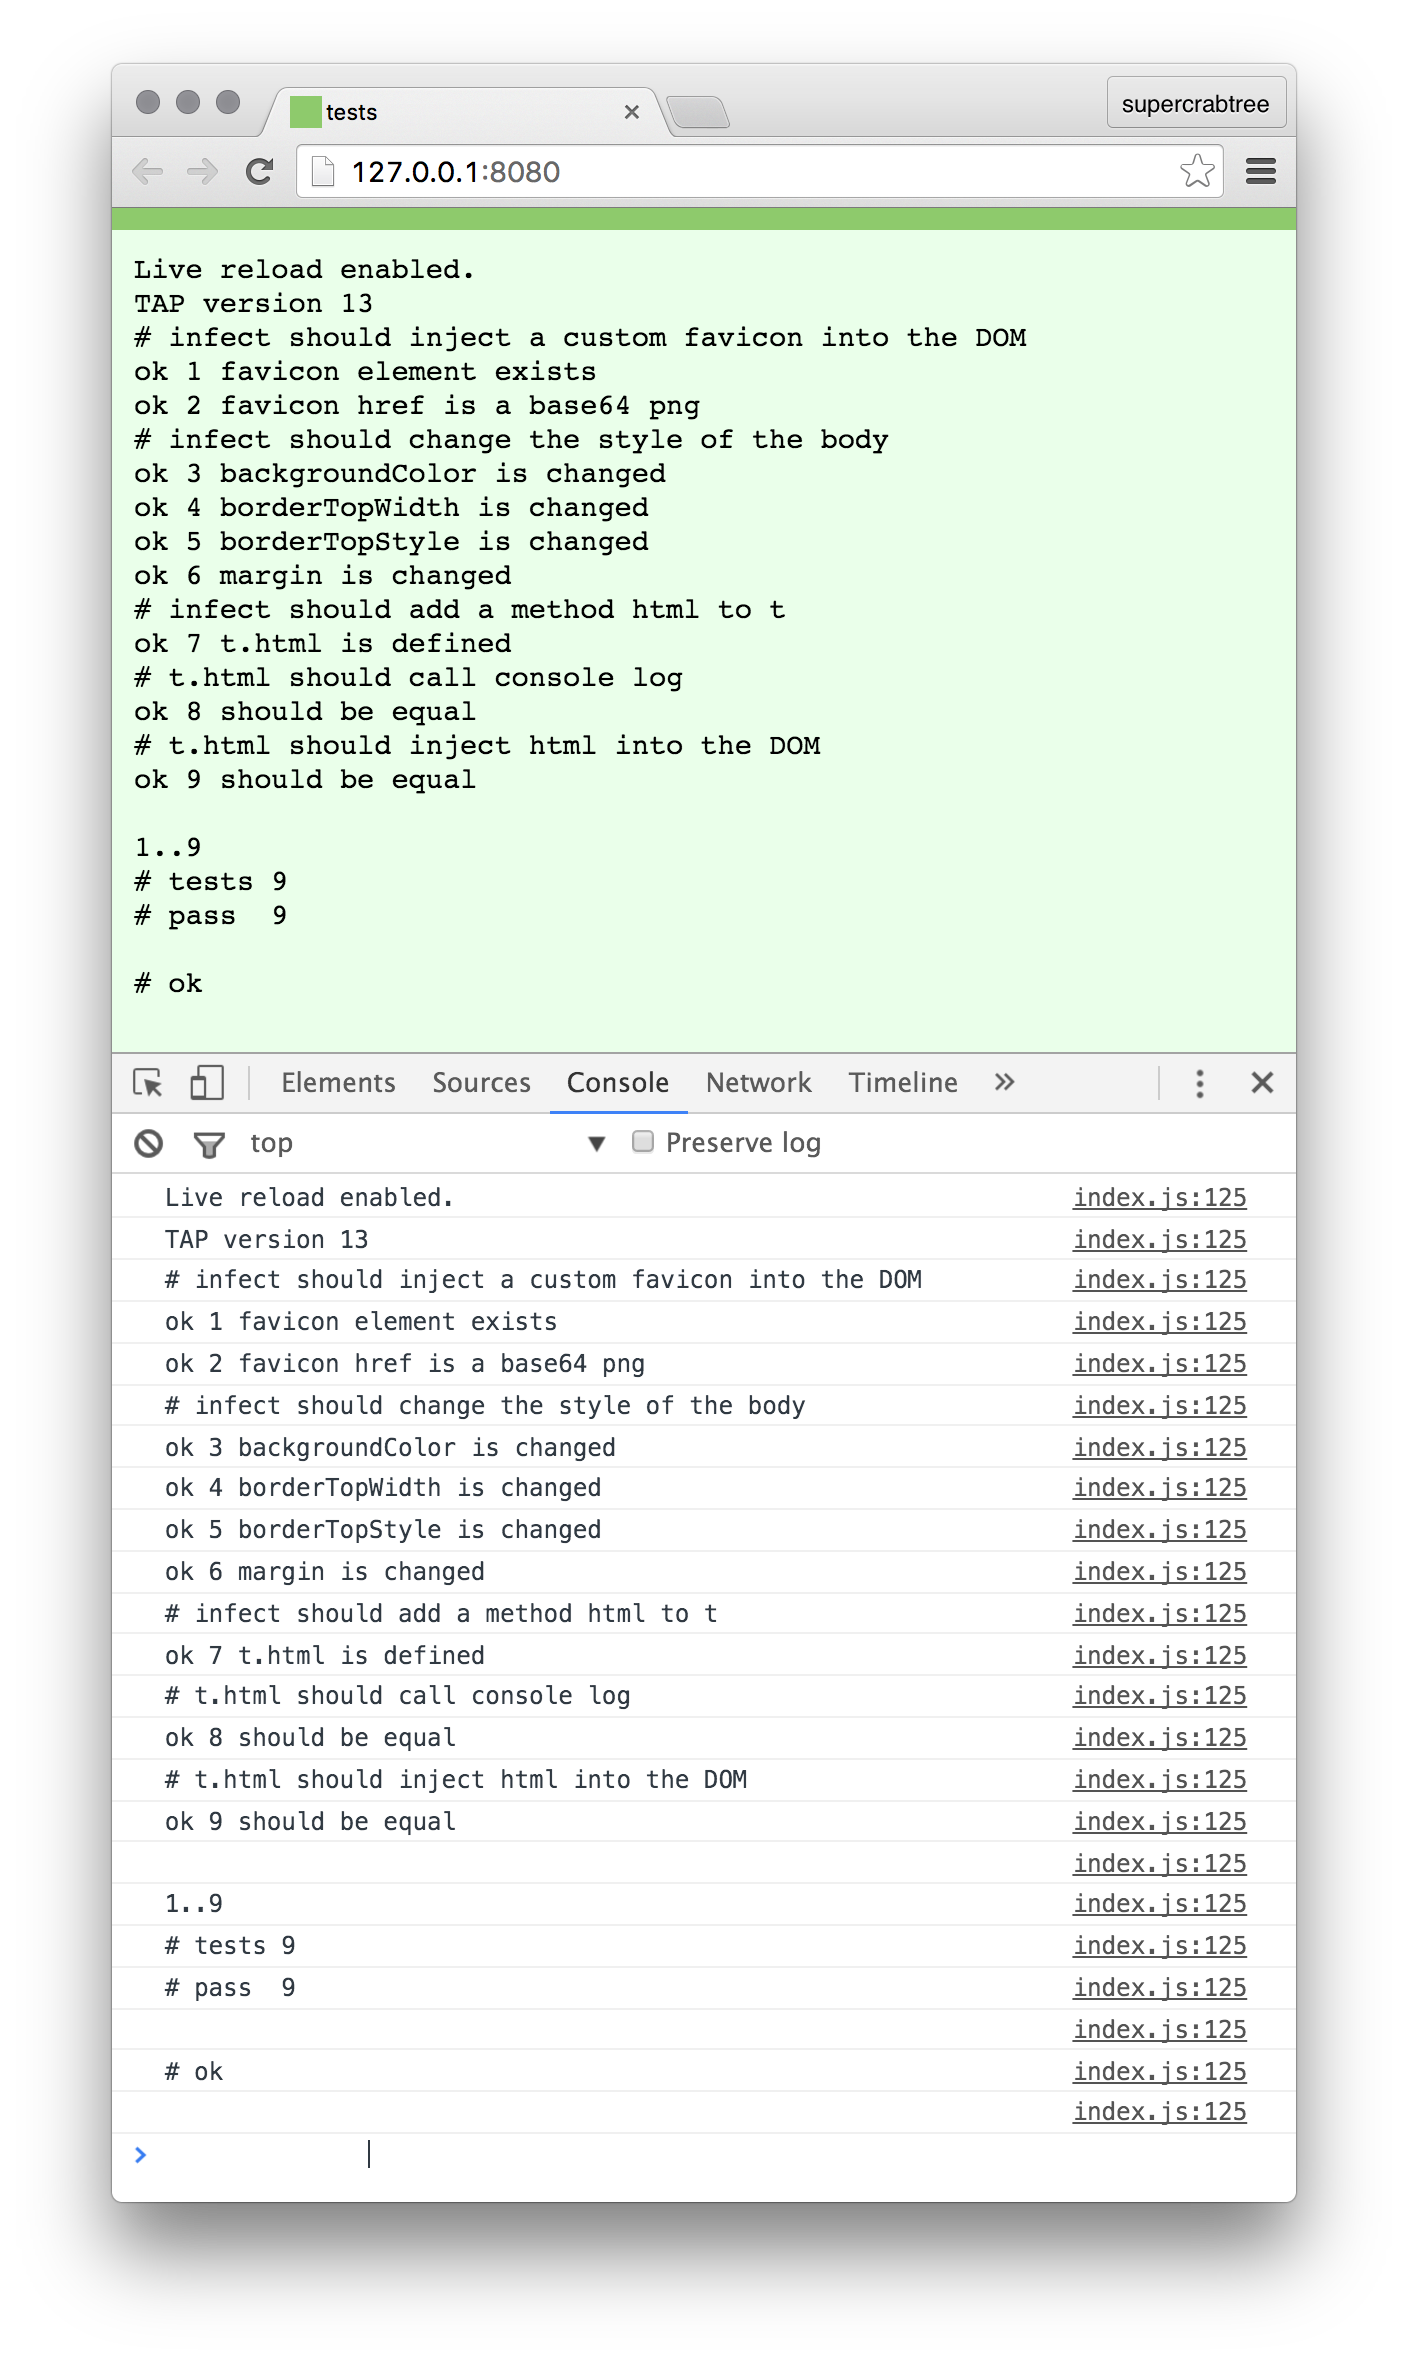 tests
supercrabtree
127.0.0.1:8080
Live reload enabled.
TAP version 13
# infect should inject a custom favicon into the DOM
ok 1 favicon element exists
ok 2 favicon href is a base64 png
# infect should change the style of the body
ok 3 backgroundColor is changed
ok 4 borderTopWidth is changed
ok 5 borderTopStyle is changed
ok 6 margin is changed
# infect should add a method html to t
ok 7 t.html is defined
# t.html should call console log
ok 8 should be equal
# t.html should inject html into the DOM
ok 9 should be equal
1..9
# tests 9
# pass  9
# ok
Elements Sources Console Network Timeline »
top Preserve log
Live reload enabled. index.js:125
TAP version 13 index.js:125
# infect should inject a custom favicon into the DOM index.js:125
ok 1 favicon element exists index.js:125
ok 2 favicon href is a base64 png index.js:125
# infect should change the style of the body index.js:125
ok 3 backgroundColor is changed index.js:125
ok 4 borderTopWidth is changed index.js:125
ok 5 borderTopStyle is changed index.js:125
ok 6 margin is changed index.js:125
# infect should add a method html to t index.js:125
ok 7 t.html is defined index.js:125
# t.html should call console log index.js:125
ok 8 should be equal index.js:125
# t.html should inject html into the DOM index.js:125
ok 9 should be equal index.js:125
index.js:125
1..9 index.js:125
# tests 9 index.js:125
# pass  9 index.js:125
index.js:125
# ok index.js:125
index.js:125